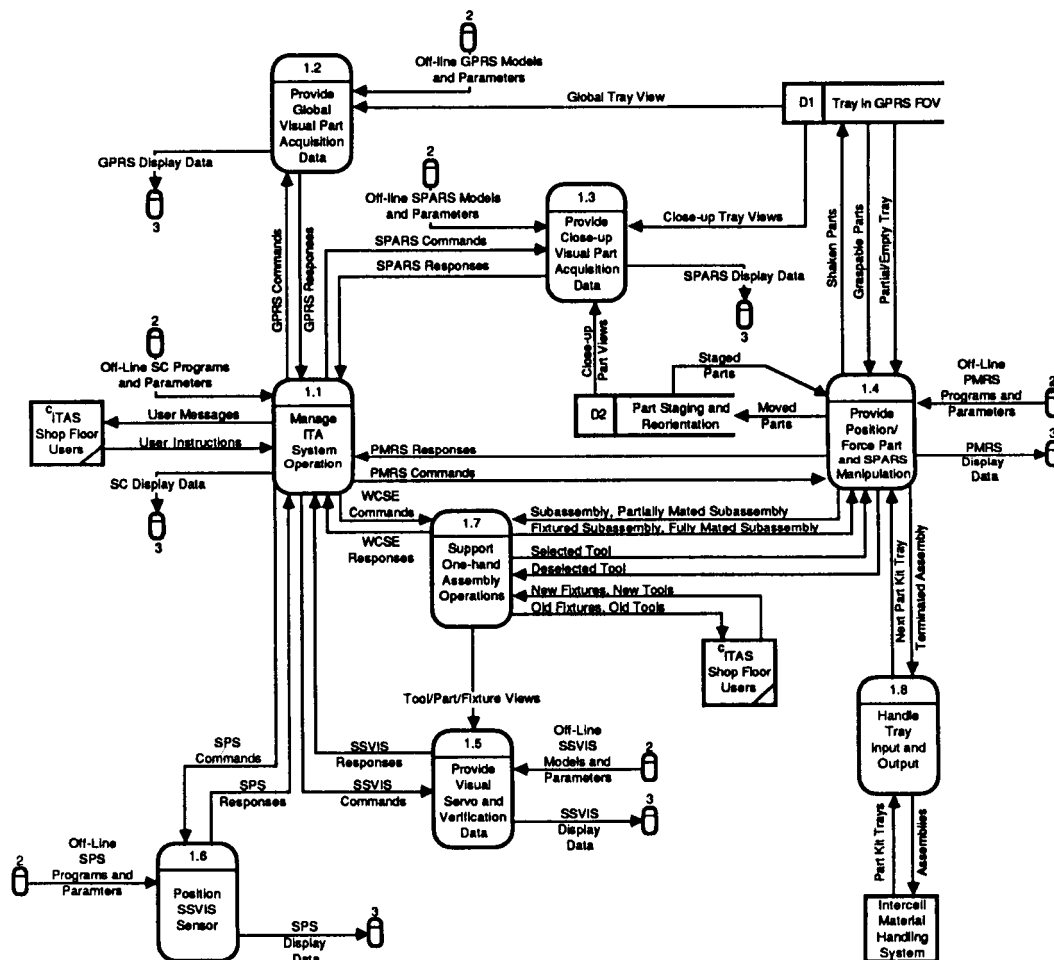 2
Off-line GPRS Models
and Parameters
1.2
Provide
Global
Visual Part
Acquisition
Data
Global Tray View
D1
Tray in GPRS FOV
GPRS Display Data
3
2
Off-line SPARS Models
and Parameters
1.3
Provide
Close-up
Visual Part
Acquisition
Data
Close-up Tray Views
SPARS Commands
SPARS Responses
SPARS Display Data
3
GPRS Commands
GPRS Responses
Shaken Parts
Graspable Parts
Partial/Empty Tray
Close-up
Part Views
2
Off-Line SC Programs
and Parameters
1.1
Manage
ITA
System
Operation
C
ITAS
Shop Floor
Users
User Messages
User Instructions
SC Display Data
3
Staged
Parts
D2
Part Staging and
Reorientation
Moved
Parts
1.4
Provide
Position/
Force Part
and SPARS
Manipulation
Off-Line
PMRS
Programs and
Parameters
2
PMRS
Display
Data
3
PMRS Responses
PMRS Commands
WCSE
Commands
WCSE
Responses
1.7
Support
One-hand
Assembly
Operations
Subassembly, Partially Mated Subassembly
Fixtured Subassembly, Fully Mated Subassembly
Selected Tool
Deselected Tool
New Fixtures, New Tools
Old Fixtures, Old Tools
C
ITAS
Shop Floor
Users
Next Part Kit Tray
Terminated Assembly
1.8
Handle
Tray
Input and
Output
Tool/Part/Fixture Views
SPS
Commands
SPS
Responses
SSVIS
Responses
SSVIS
Commands
1.5
Provide
Visual
Servo and
Verification
Data
Off-Line
SSVIS
Models and
Parameters
2
SSVIS
Display
Data
3
Part Kit Trays
Assemblies
Intercell
Material
Handling
System
2
Off-Line
SPS
Programs and
Paramters
1.6
Position
SSVIS
Sensor
SPS
Display
Data
3